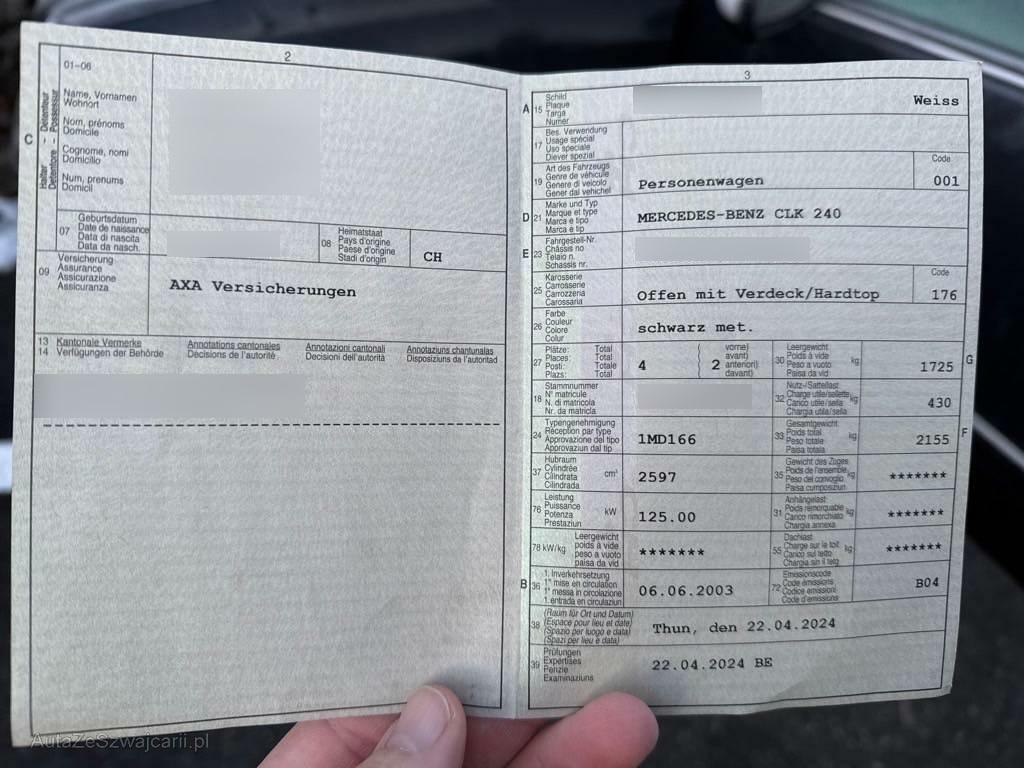 2
01-06
C
Halter - Détenteur
Detentore - Possessur
Name, Vornamen
Wohnort
Nom, prénoms
Domicile
Cognome, nomi
Domicilio
Num, prenums
Domicil
07
Geburtsdatum
Date de naissance
Data di nascita
Data da nasch.
08
Heimatstaat
Pays d'origine
Paese d'origine
Stadi d'origin
CH
09
Versicherung
Assurance
Assicurazione
Assicuranza
AXA Versicherungen
13 Kantonale Vermerke
14 Verfügungen der Behörde
Annotations cantonales
Décisions de l'autorité
Annotazioni cantonali
Decisioni dell'autorità
Annotaziuns chantunalas
Disposiziuns da l'autoritad
3
A
15
Schild
Plaque
Targa
Numer
Weiss
17
Bes. Verwendung
Usage spécial
Uso speciale
Diever spezial
19
Art des Fahrzeugs
Genre de véhicule
Genere di veicolo
Gener dal vehichel
Personenwagen
Code
001
D
21
Marke und Typ
Marque et type
Marca e tipo
Marca e tip
MERCEDES-BENZ CLK 240
E
23
Fahrgestell-Nr.
Châssis no
Telaio n.
Schassis nr.
25
Karosserie
Carrosserie
Carrozzeria
Carossaria
Offen mit Verdeck/Hardtop
Code
176
26
Farbe
Couleur
Colore
Colur
schwarz met.
27
Plätze: Total
Places: Total
Posti: Totale
Plazs: Total
4
2
vorne)
avant)
anteriori)
davant)
30
Leergewicht
Poids à vide
Peso a vuoto
Paisa da vid
kg
1725
G
18
Stammnummer
N° matricule
N. di matricola
Nr. da matricla
32
Nutz-/Sattellast
Charge utile/sellette
Carico utile/sella
Chargia utila/sella
kg
430
24
Typengenehmigung
Réception par type
Approvazione del tipo
Approvaziun dal tip
1MD166
33
Gesamtgewicht
Poids total
Peso totale
Paisa totala
kg
2155
F
37
Hubraum
Cylindrée
Cilindrata
Cilindrada
cm³
2597
35
Gewicht des Zuges
Poids de l'ensemble
Peso del convoglio
Paisa cumposiziun
kg
*******
76
Leistung
Puissance
Potenza
Prestaziun
kW
125.00
31
Anhängelast
Poids remorquable
Carico rimorchiato
Chargia annexa
kg
*******
78 kW/kg
Leergewicht
poids à vide
peso a vuoto
paisa da vid
*******
55
Dachlast
Charge sur le toit
Carico sul tetto
Chargia sin il tetg
kg
*******
B
36
1. Inverkehrsetzung
1re mise en circulation
1a messa in circolazione
1. entrada en circulaziun
06.06.2003
72
Emissionscode
Code émissions
Codice emissioni
Code d'emissiuns
B04
38
(Raum für Ort und Datum)
(Espace pour lieu et date)
(Spazio per luogo e data)
(Spazi per lieu e data)
Thun, den 22.04.2024
39
Prüfungen
Expertises
Perizie
Examinaziuns
22.04.2024 BE
AutaZeSzwajcarii.pl